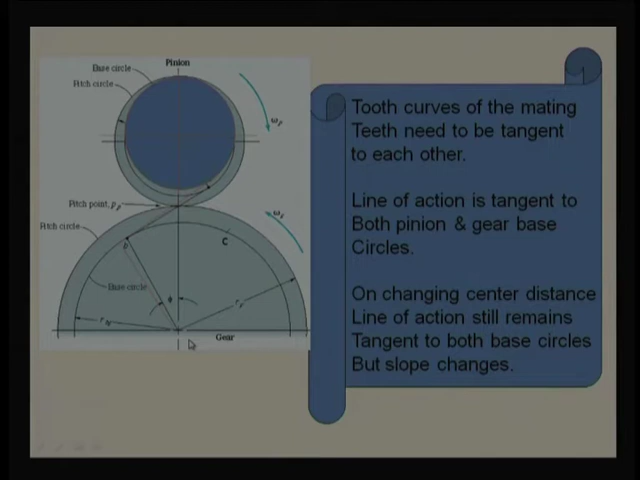 Pinion
Base circle
Pitch circle
Pitch point,
Pitch circle
C
Base circle
ϕ
Gear
Tooth curves of the mating
Teeth need to be tangent
to each other.
Line of action is tangent to
Both pinion & gear base
Circles.
On changing center distance
Line of action still remains
Tangent to both base circles
But slope changes.